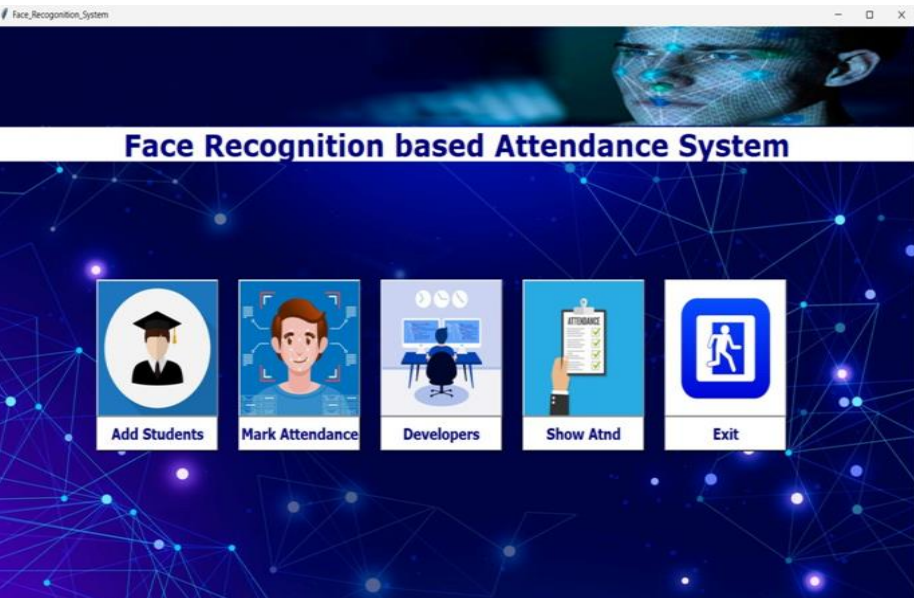 Face_Recogonition_System
Face Recognition based Attendance System
ATTENDANCE
Add Students
Mark Attendance
Developers
Show Atnd
Exit